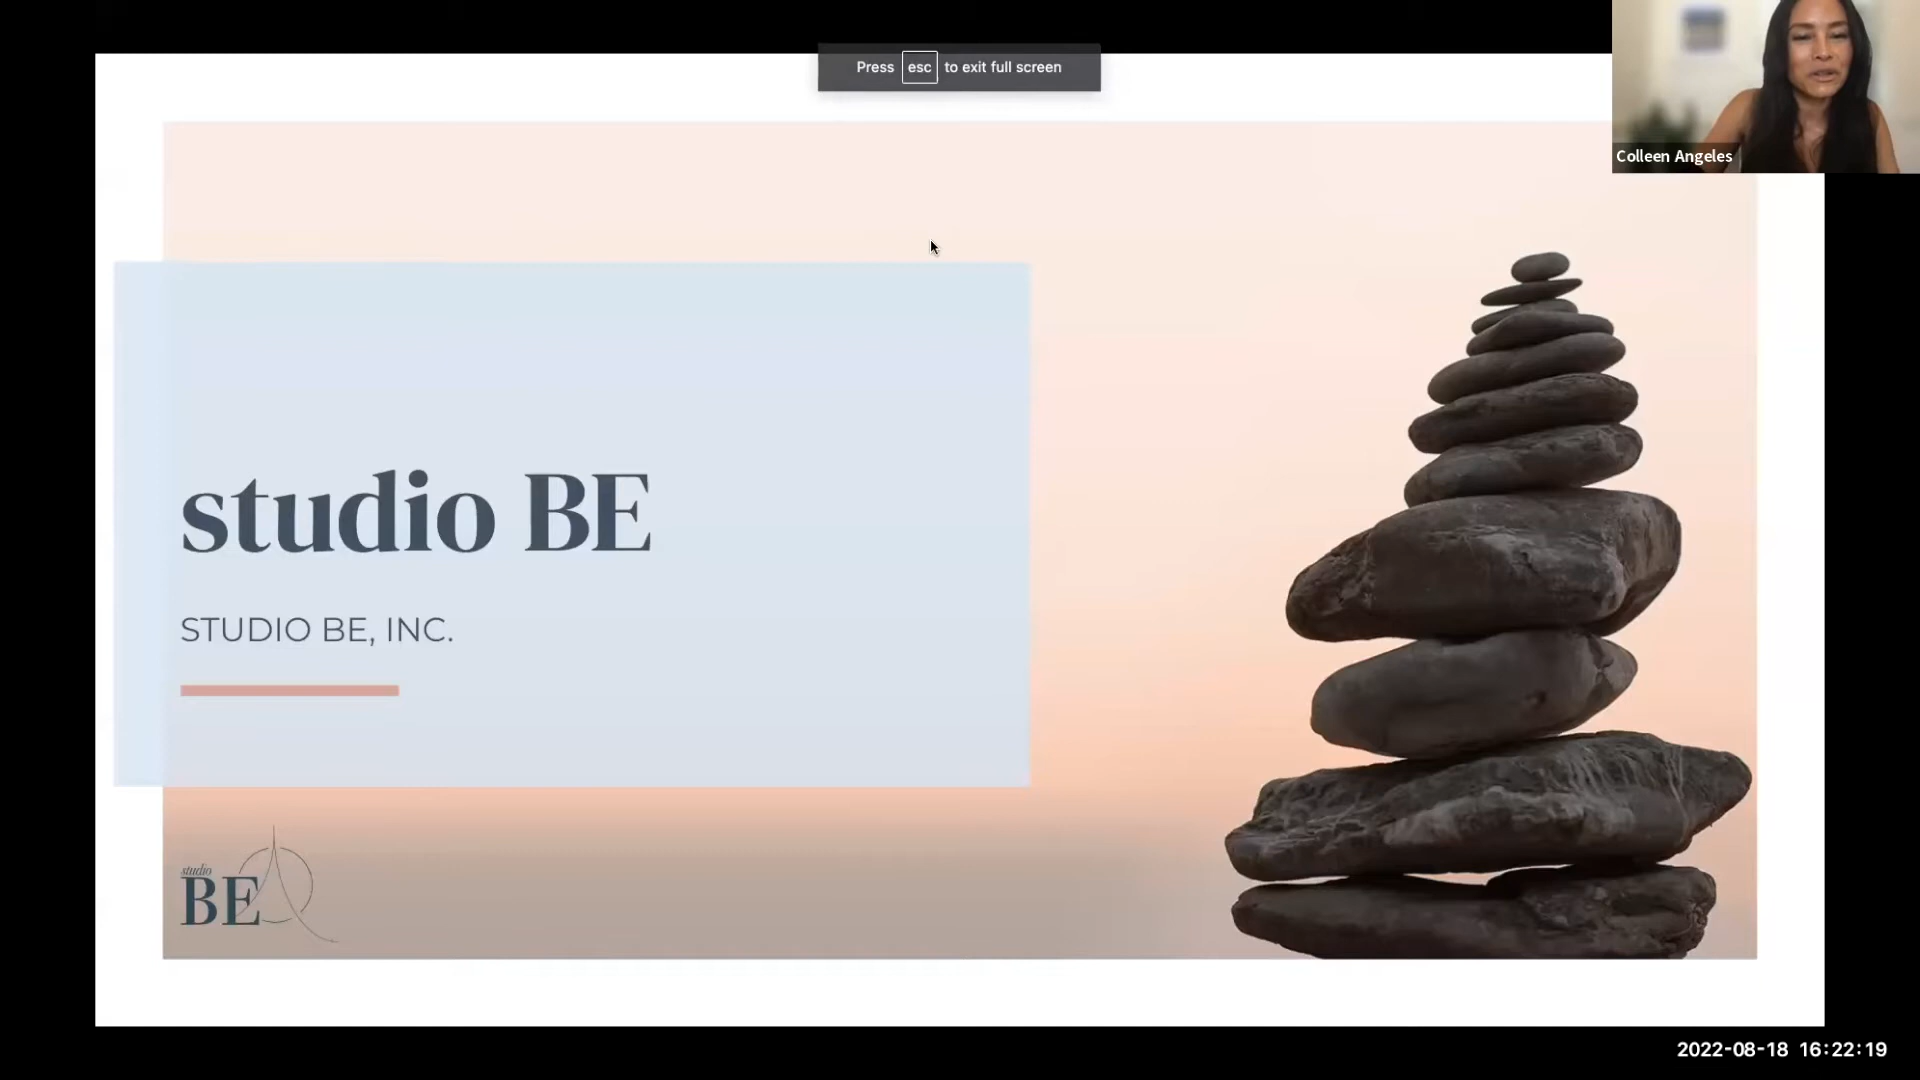 Press esc to exit full screen
Colleen Angeles
studio BE
STUDIO BE, INC.
studio
BE
2022-08-18 16:22:19